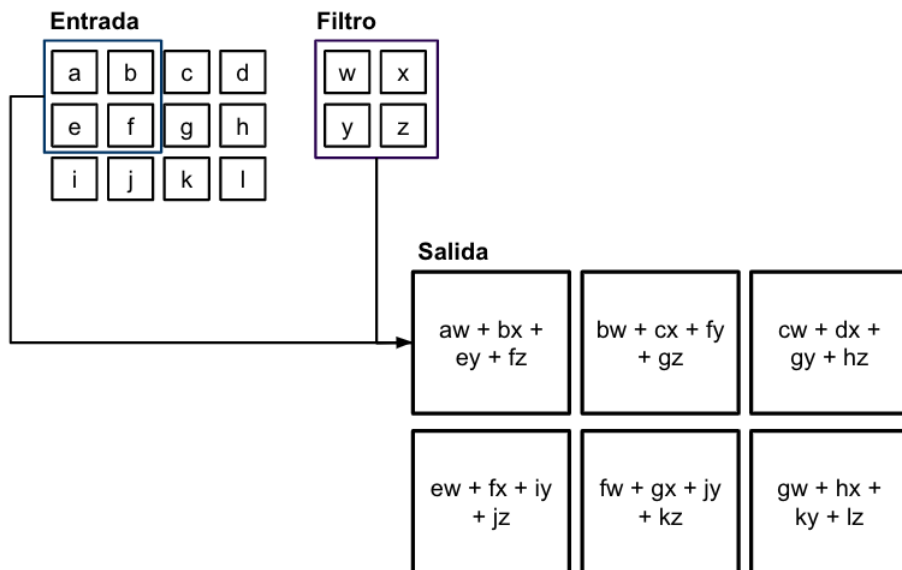 Entrada
Filtro
a b c d
w x
e f g h
y z
i j k l
Salida
aw + bx +
ey + fz
bw + cx + fy
+ gz
cw + dx +
gy + hz
ew + fx + iy
+ jz
fw + gx + jy
+ kz
gw + hx +
ky + lz